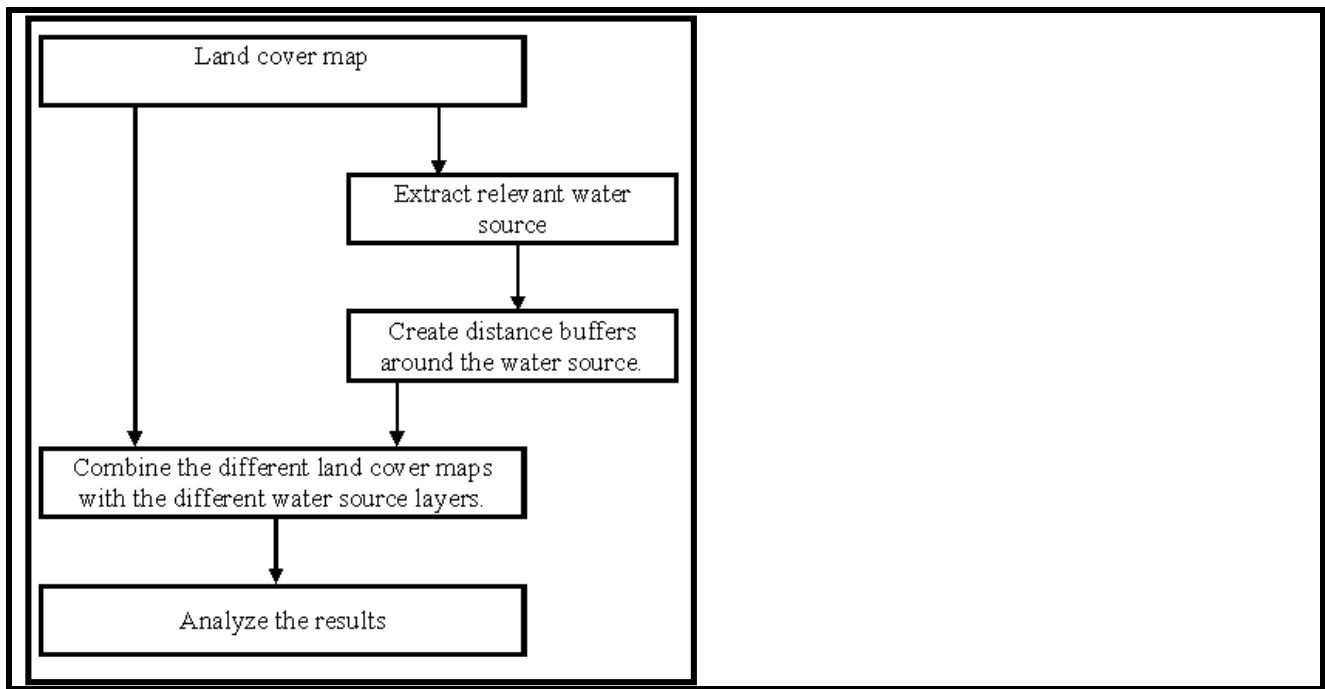 Land cover map
Extract relevant water
source
Create distance buffers
around the water source.
Combine the different land cover maps
with the different water source layers.
Analyze the results